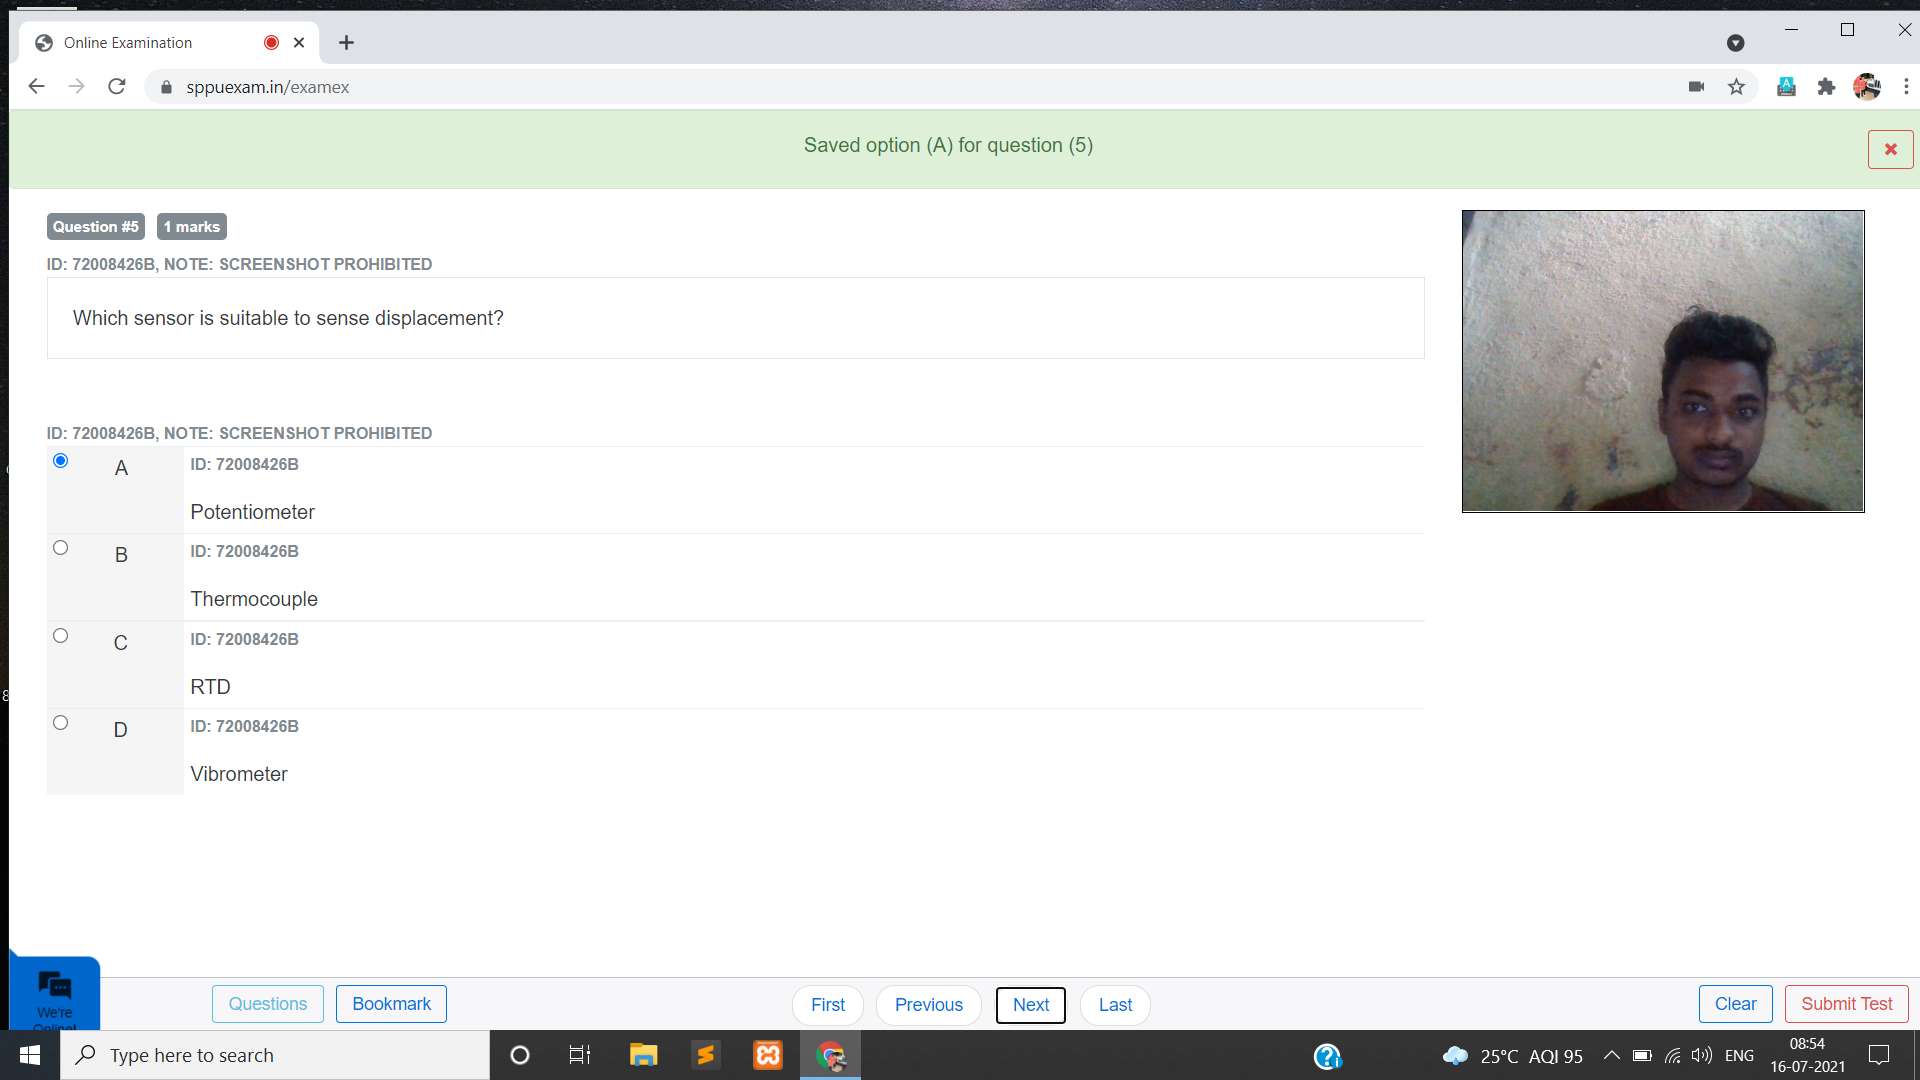 Online Examination
sppuexam.in/examex
Saved option (A) for question (5)
Question #5 1 marks
ID: 72008426B, NOTE: SCREENSHOT PROHIBITED
Which sensor is suitable to sense displacement?
ID: 72008426B, NOTE: SCREENSHOT PROHIBITED
A ID: 72008426B
Potentiometer
B ID: 72008426B
Thermocouple
C ID: 72008426B
RTD
D ID: 72008426B
Vibrometer
We're
Online!
Questions Bookmark First Previous Next Last Clear Submit Test
Type here to search
25°C AQI 95 ENG
08:54
16-07-2021